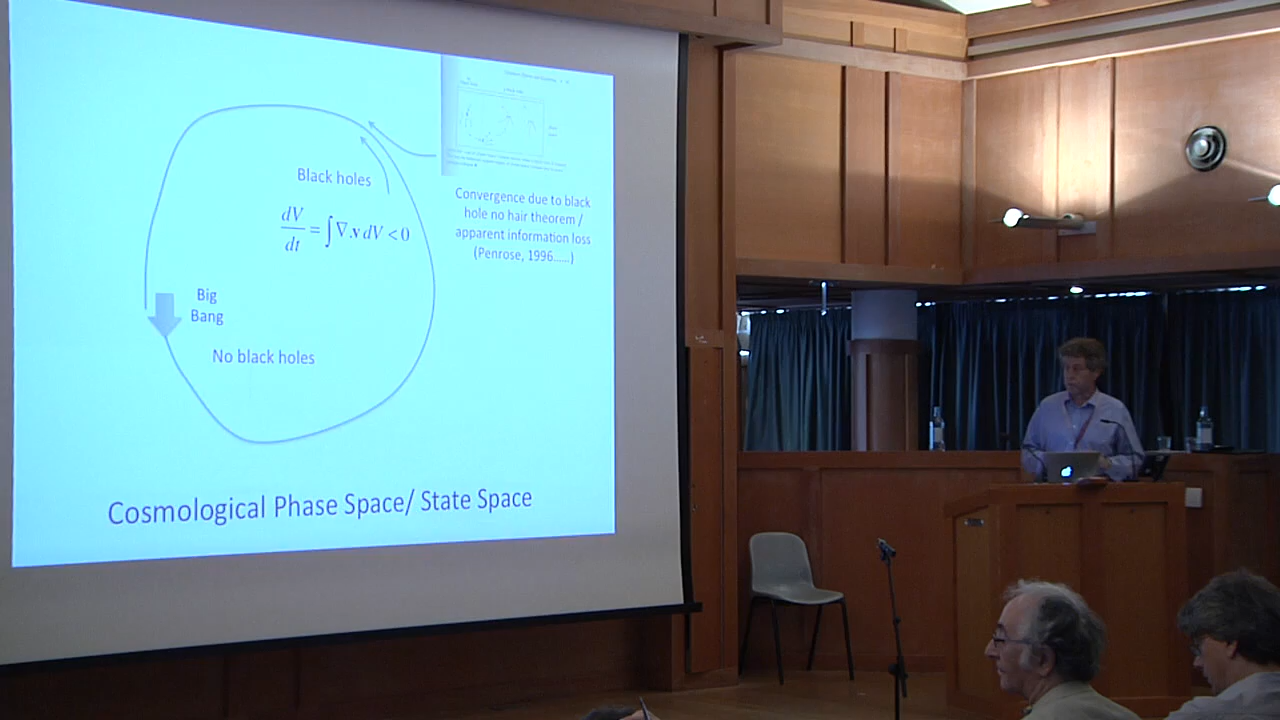 Black holes
dV/dt = ∫∇.v dV < 0
Big
Bang
No black holes
Convergence due to black
hole no hair theorem /
apparent information loss
(Penrose, 1996......)
Cosmological Phase Space/ State Space